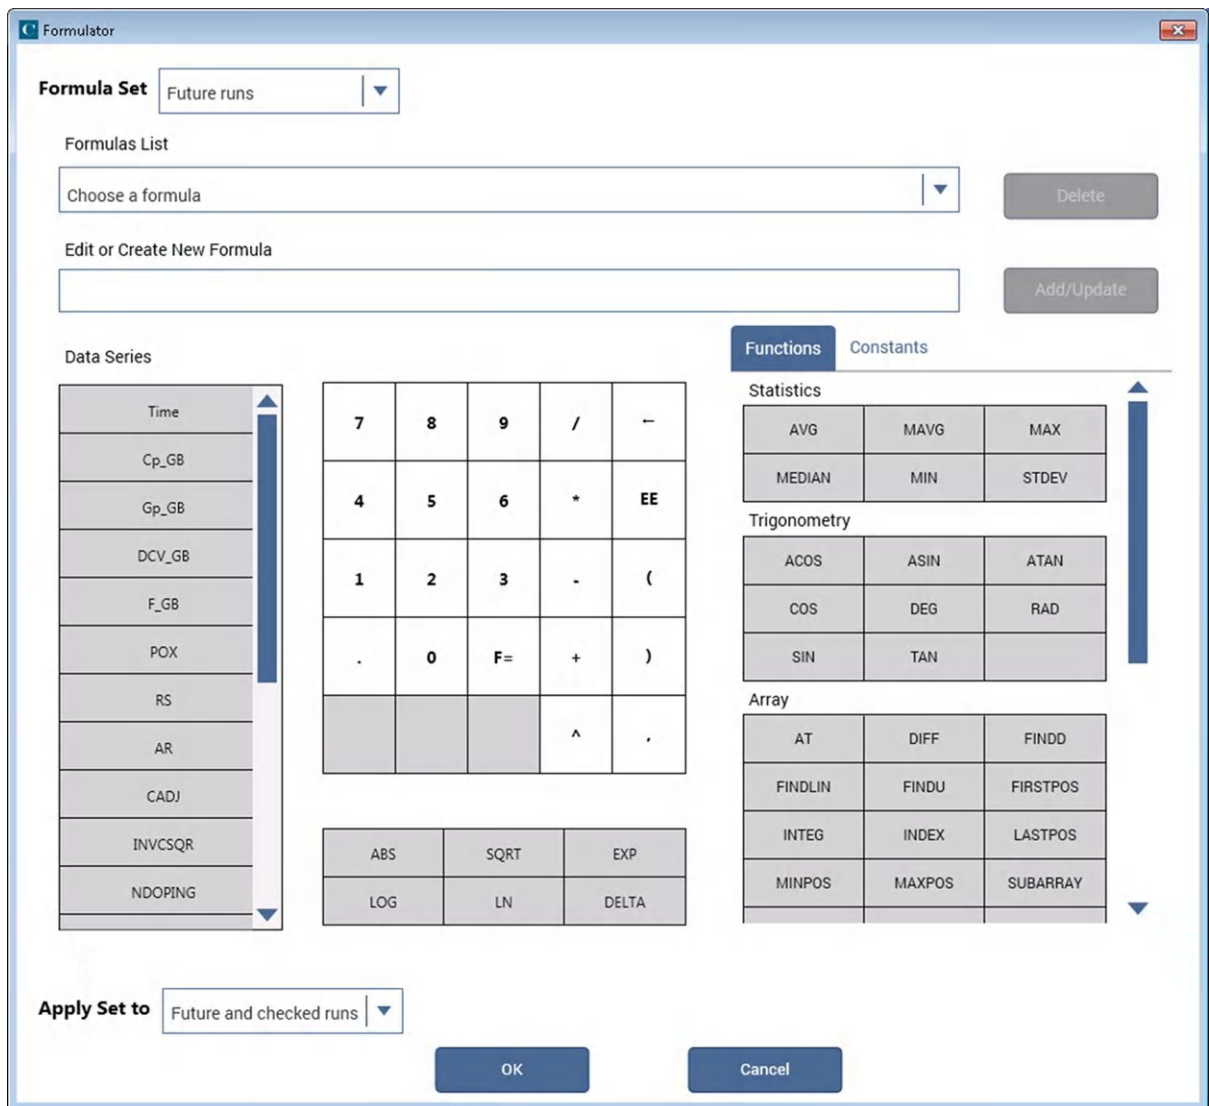 C Formulator
Formula Set Future runs
Formulas List
Choose a formula
Delete
Edit or Create New Formula
Add/Update
Data Series
Time
Cp_GB
Gp_GB
DCV_GB
F_GB
POX
RS
AR
CADJ
INVCSQR
NDOPING
7 8 9 / ←
4 5 6 * EE
1 2 3 - (
. 0 F= + )
^ ,
ABS SQRT EXP
LOG LN DELTA
Functions Constants
Statistics
AVG MAVG MAX
MEDIAN MIN STDEV
Trigonometry
ACOS ASIN ATAN
COS DEG RAD
SIN TAN
Array
AT DIFF FINDD
FINDLIN FINDU FIRSTPOS
INTEG INDEX LASTPOS
MINPOS MAXPOS SUBARRAY
Apply Set to Future and checked runs
OK Cancel